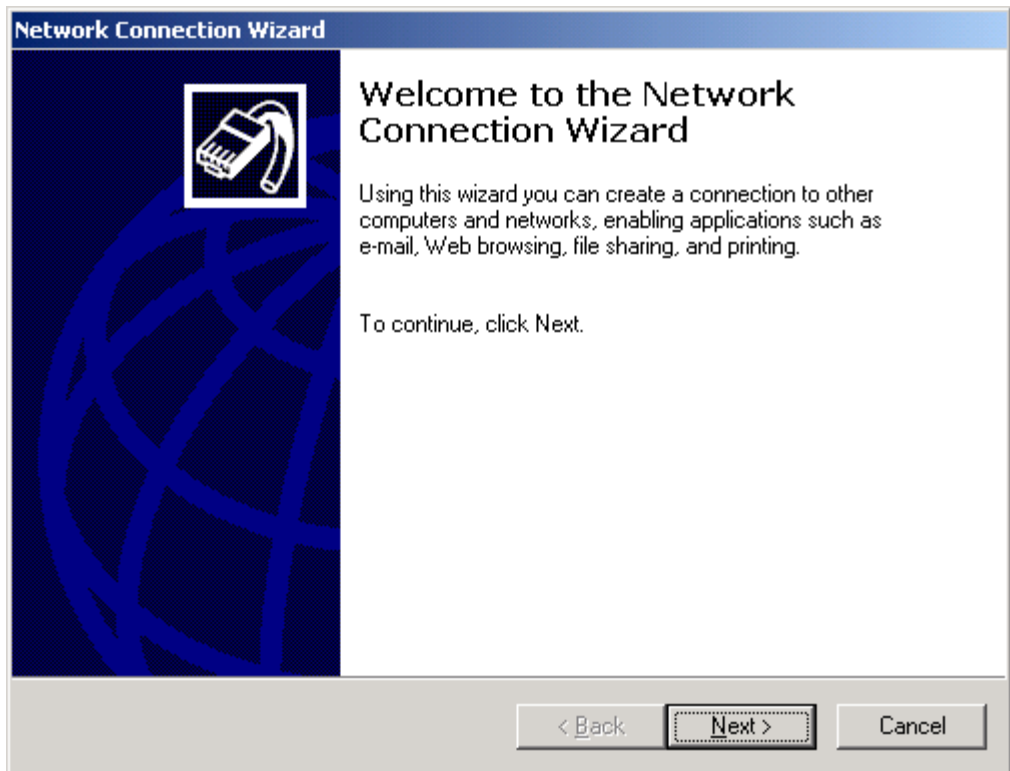 Network Connection Wizard
Welcome to the Network
Connection Wizard
Using this wizard you can create a connection to other
computers and networks, enabling applications such as
e-mail, Web browsing, file sharing, and printing.
To continue, click Next.
< Back
Next >
Cancel